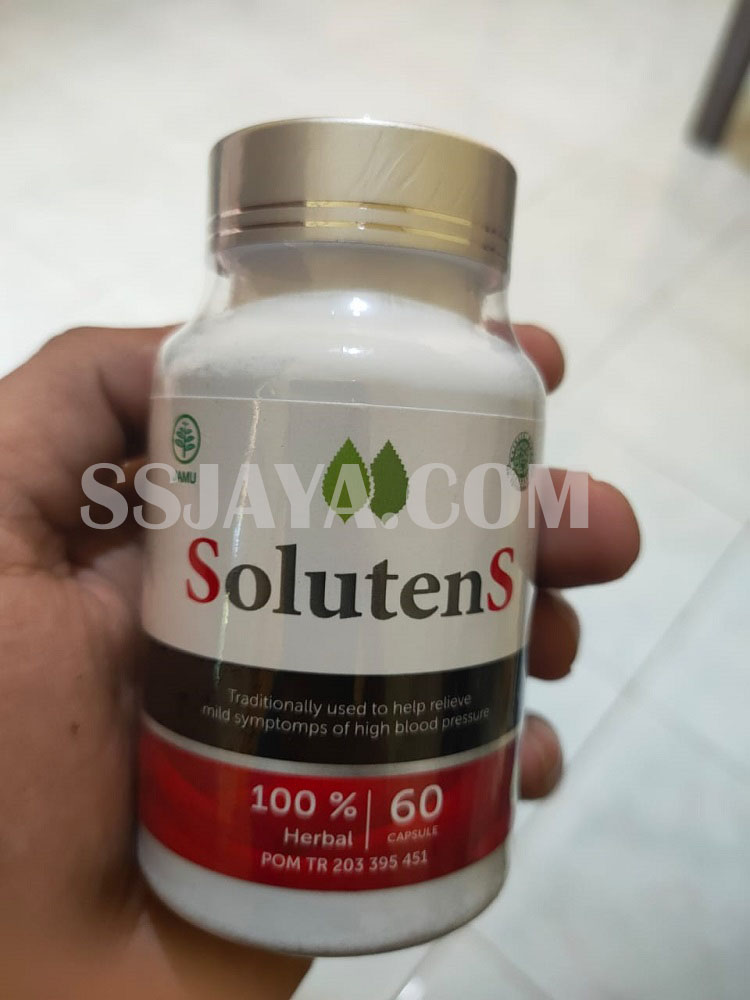 JAMU
SSJAYA.COM
SolutenS
Traditionally used to help relieve
mild symptomps of high blood pressure
100 % 60
Herbal CAPSULE
POM TR 203 395 451